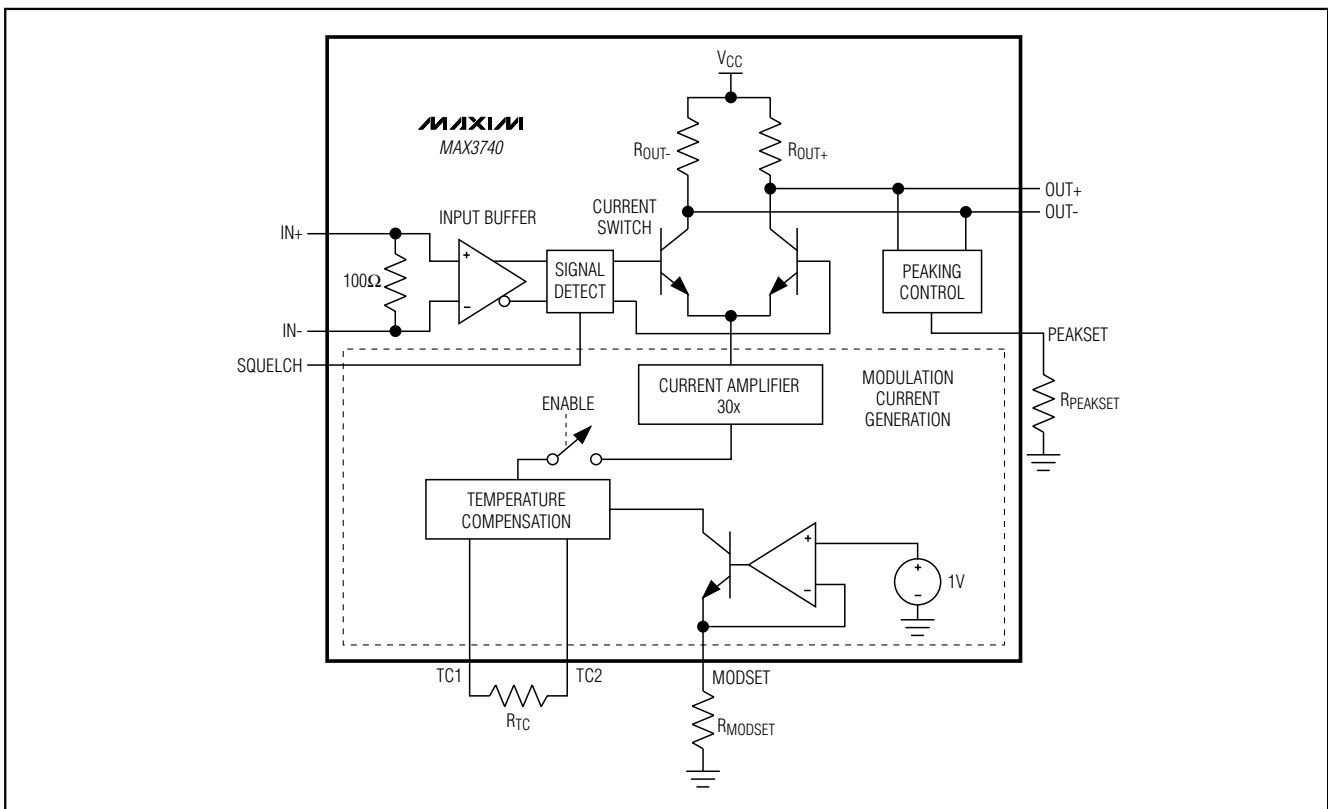 VCC
MAXIM
MAX3740
ROUT-
ROUT+
OUT+
OUT-
CURRENT
SWITCH
INPUT BUFFER
IN+
+
100Ω
SIGNAL
DETECT
PEAKING
CONTROL
-
IN-
PEAKSET
SQUELCH
CURRENT AMPLIFIER
30x
MODULATION
CURRENT
GENERATION
RPEAKSET
ENABLE
TEMPERATURE
COMPENSATION
+
-
+
-
1V
TC1
TC2
MODSET
RTC
RMODSET